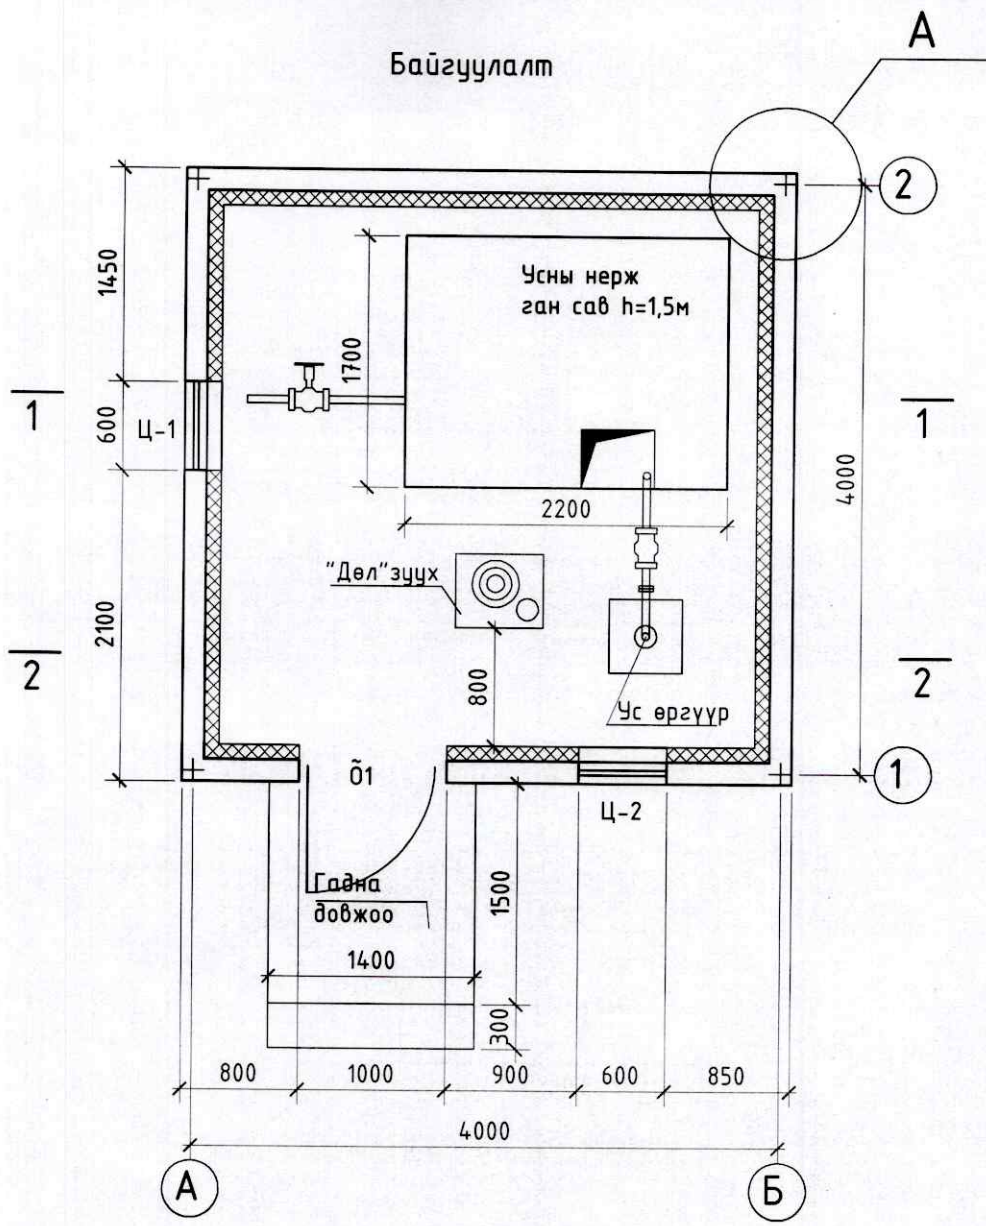 А
Байгуулалт
2
1450
Усны нерж
ган сав h=1,5м
1700
1
600
Ц-1
1
4000
2200
"Дөл"зуух
2100
2
800
2
Ус өргүүр
Õ1
1
Ц-2
Гадна
довжоо
1500
1400
300
800
1000
900
600
850
4000
А
Б